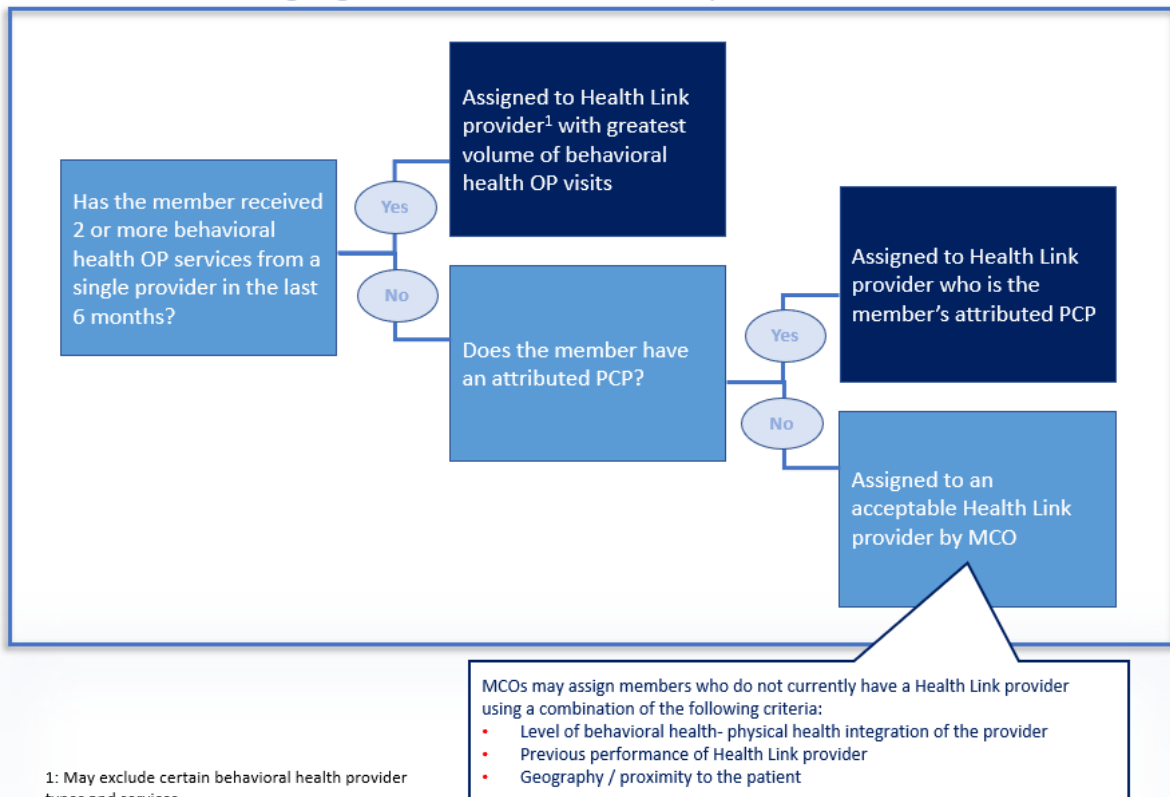 Has the member received
2 or more behavioral
health OP services from a
single provider in the last
6 months?
Yes
No
Assigned to Health Link
provider¹ with greatest
volume of behavioral
health OP visits
Does the member have
an attributed PCP?
Yes
No
Assigned to Health Link
provider who is the
member’s attributed PCP
Assigned to an
acceptable Health Link
provider by MCO
MCOs may assign members who do not currently have a Health Link provider
using a combination of the following criteria:
• Level of behavioral health- physical health integration of the provider
• Previous performance of Health Link provider
• Geography / proximity to the patient
1: May exclude certain behavioral health provider
types and services